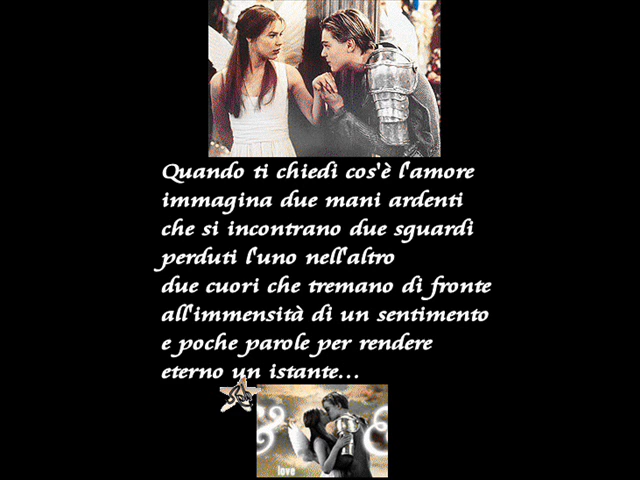 Quando ti chiedi cos'è l'amore
immagina due mani ardenti
che si incontrano due sguardi
perduti l'uno nell'altro
due cuori che tremano di fronte
all'immensità di un sentimento
e poche parole per rendere
eterno un istante...
love